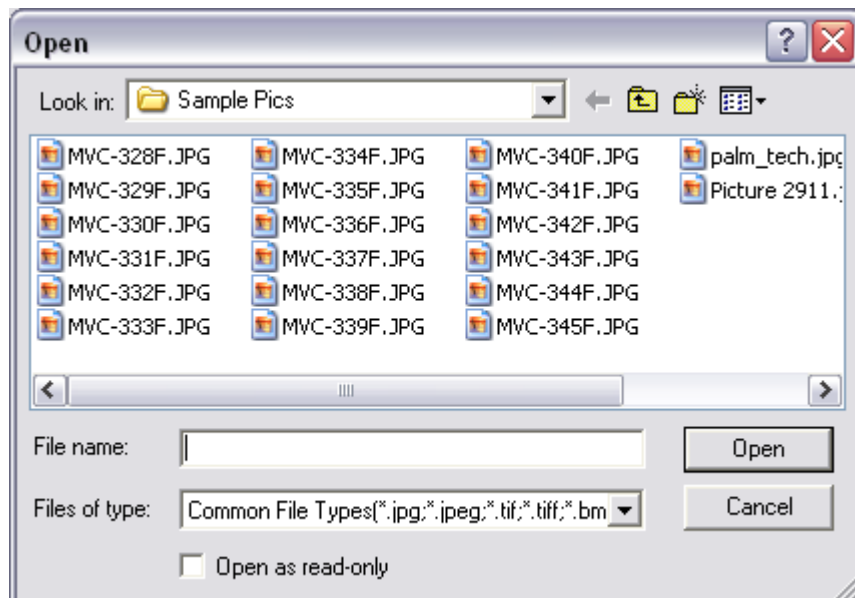 Open
Look in: Sample Pics
MVC-328F.JPG
MVC-329F.JPG
MVC-330F.JPG
MVC-331F.JPG
MVC-332F.JPG
MVC-333F.JPG
MVC-334F.JPG
MVC-335F.JPG
MVC-336F.JPG
MVC-337F.JPG
MVC-338F.JPG
MVC-339F.JPG
MVC-340F.JPG
MVC-341F.JPG
MVC-342F.JPG
MVC-343F.JPG
MVC-344F.JPG
MVC-345F.JPG
palm_tech.jpg
Picture 2911.
File name:
Open
Files of type: Common File Types(*.jpg;*.jpeg;*.tif;*.tiff;*.bm
Cancel
Open as read-only